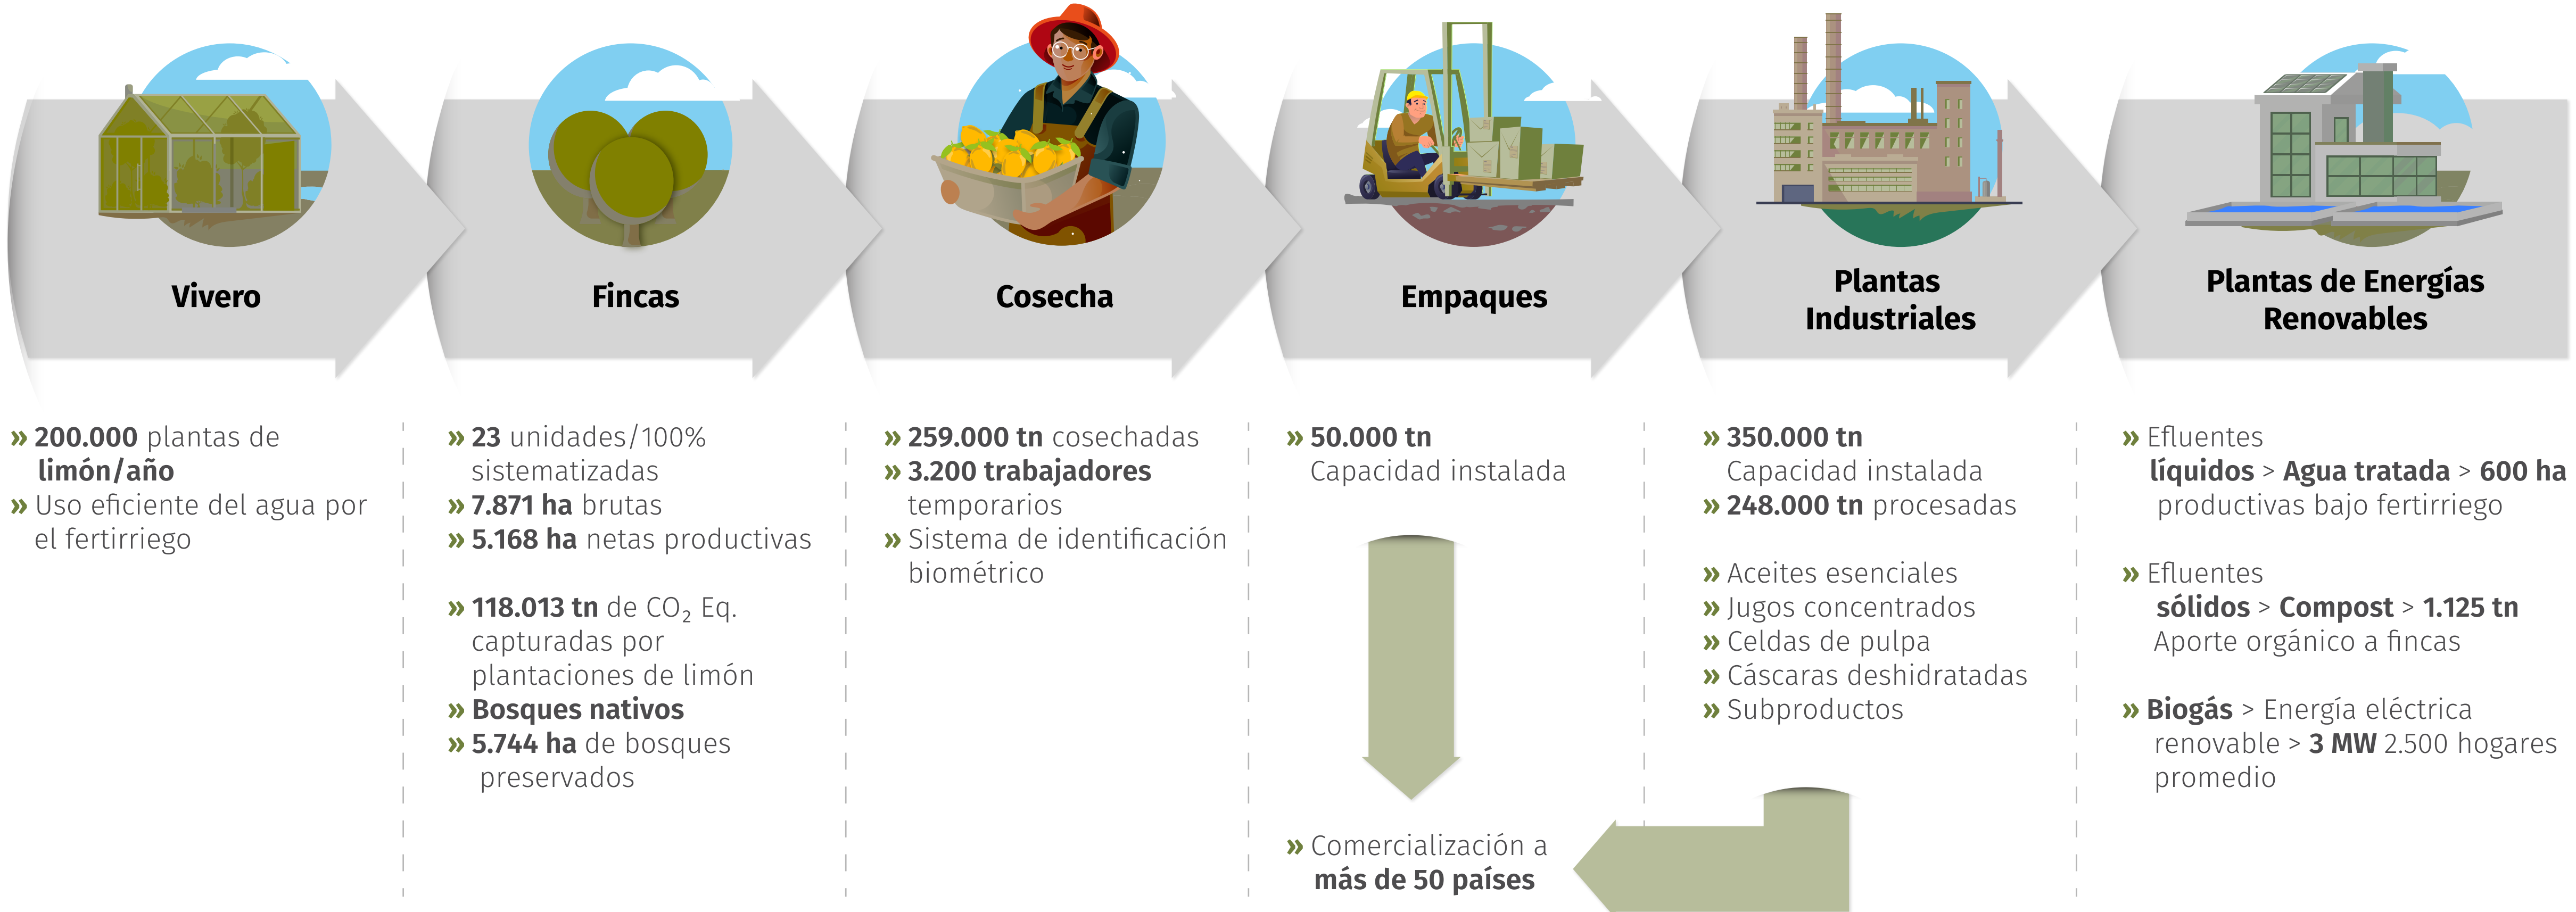 Vivero
» 200.000 plantas de
limón/año
» Uso eficiente del agua por
el fertirriego
Fincas
» 23 unidades/100%
sistematizadas
» 7.871 ha brutas
» 5.168 ha netas productivas
» 118.013 tn de CO₂ Eq.
capturadas por
plantaciones de limón
» Bosques nativos
» 5.744 ha de bosques
preservados
Cosecha
» 259.000 tn cosechadas
» 3.200 trabajadores
temporarios
» Sistema de identificación
biométrico
Empaques
» 50.000 tn
Capacidad instalada
» Comercialización a
más de 50 países
Plantas
Industriales
» 350.000 tn
Capacidad instalada
» 248.000 tn procesadas
» Aceites esenciales
» Jugos concentrados
» Celdas de pulpa
» Cáscaras deshidratadas
» Subproductos
Plantas de Energías
Renovables
» Efluentes
líquidos > Agua tratada > 600 ha
productivas bajo fertirriego
» Efluentes
sólidos > Compost > 1.125 tn
Aporte orgánico a fincas
» Biogás > Energía eléctrica
renovable > 3 MW 2.500 hogares
promedio